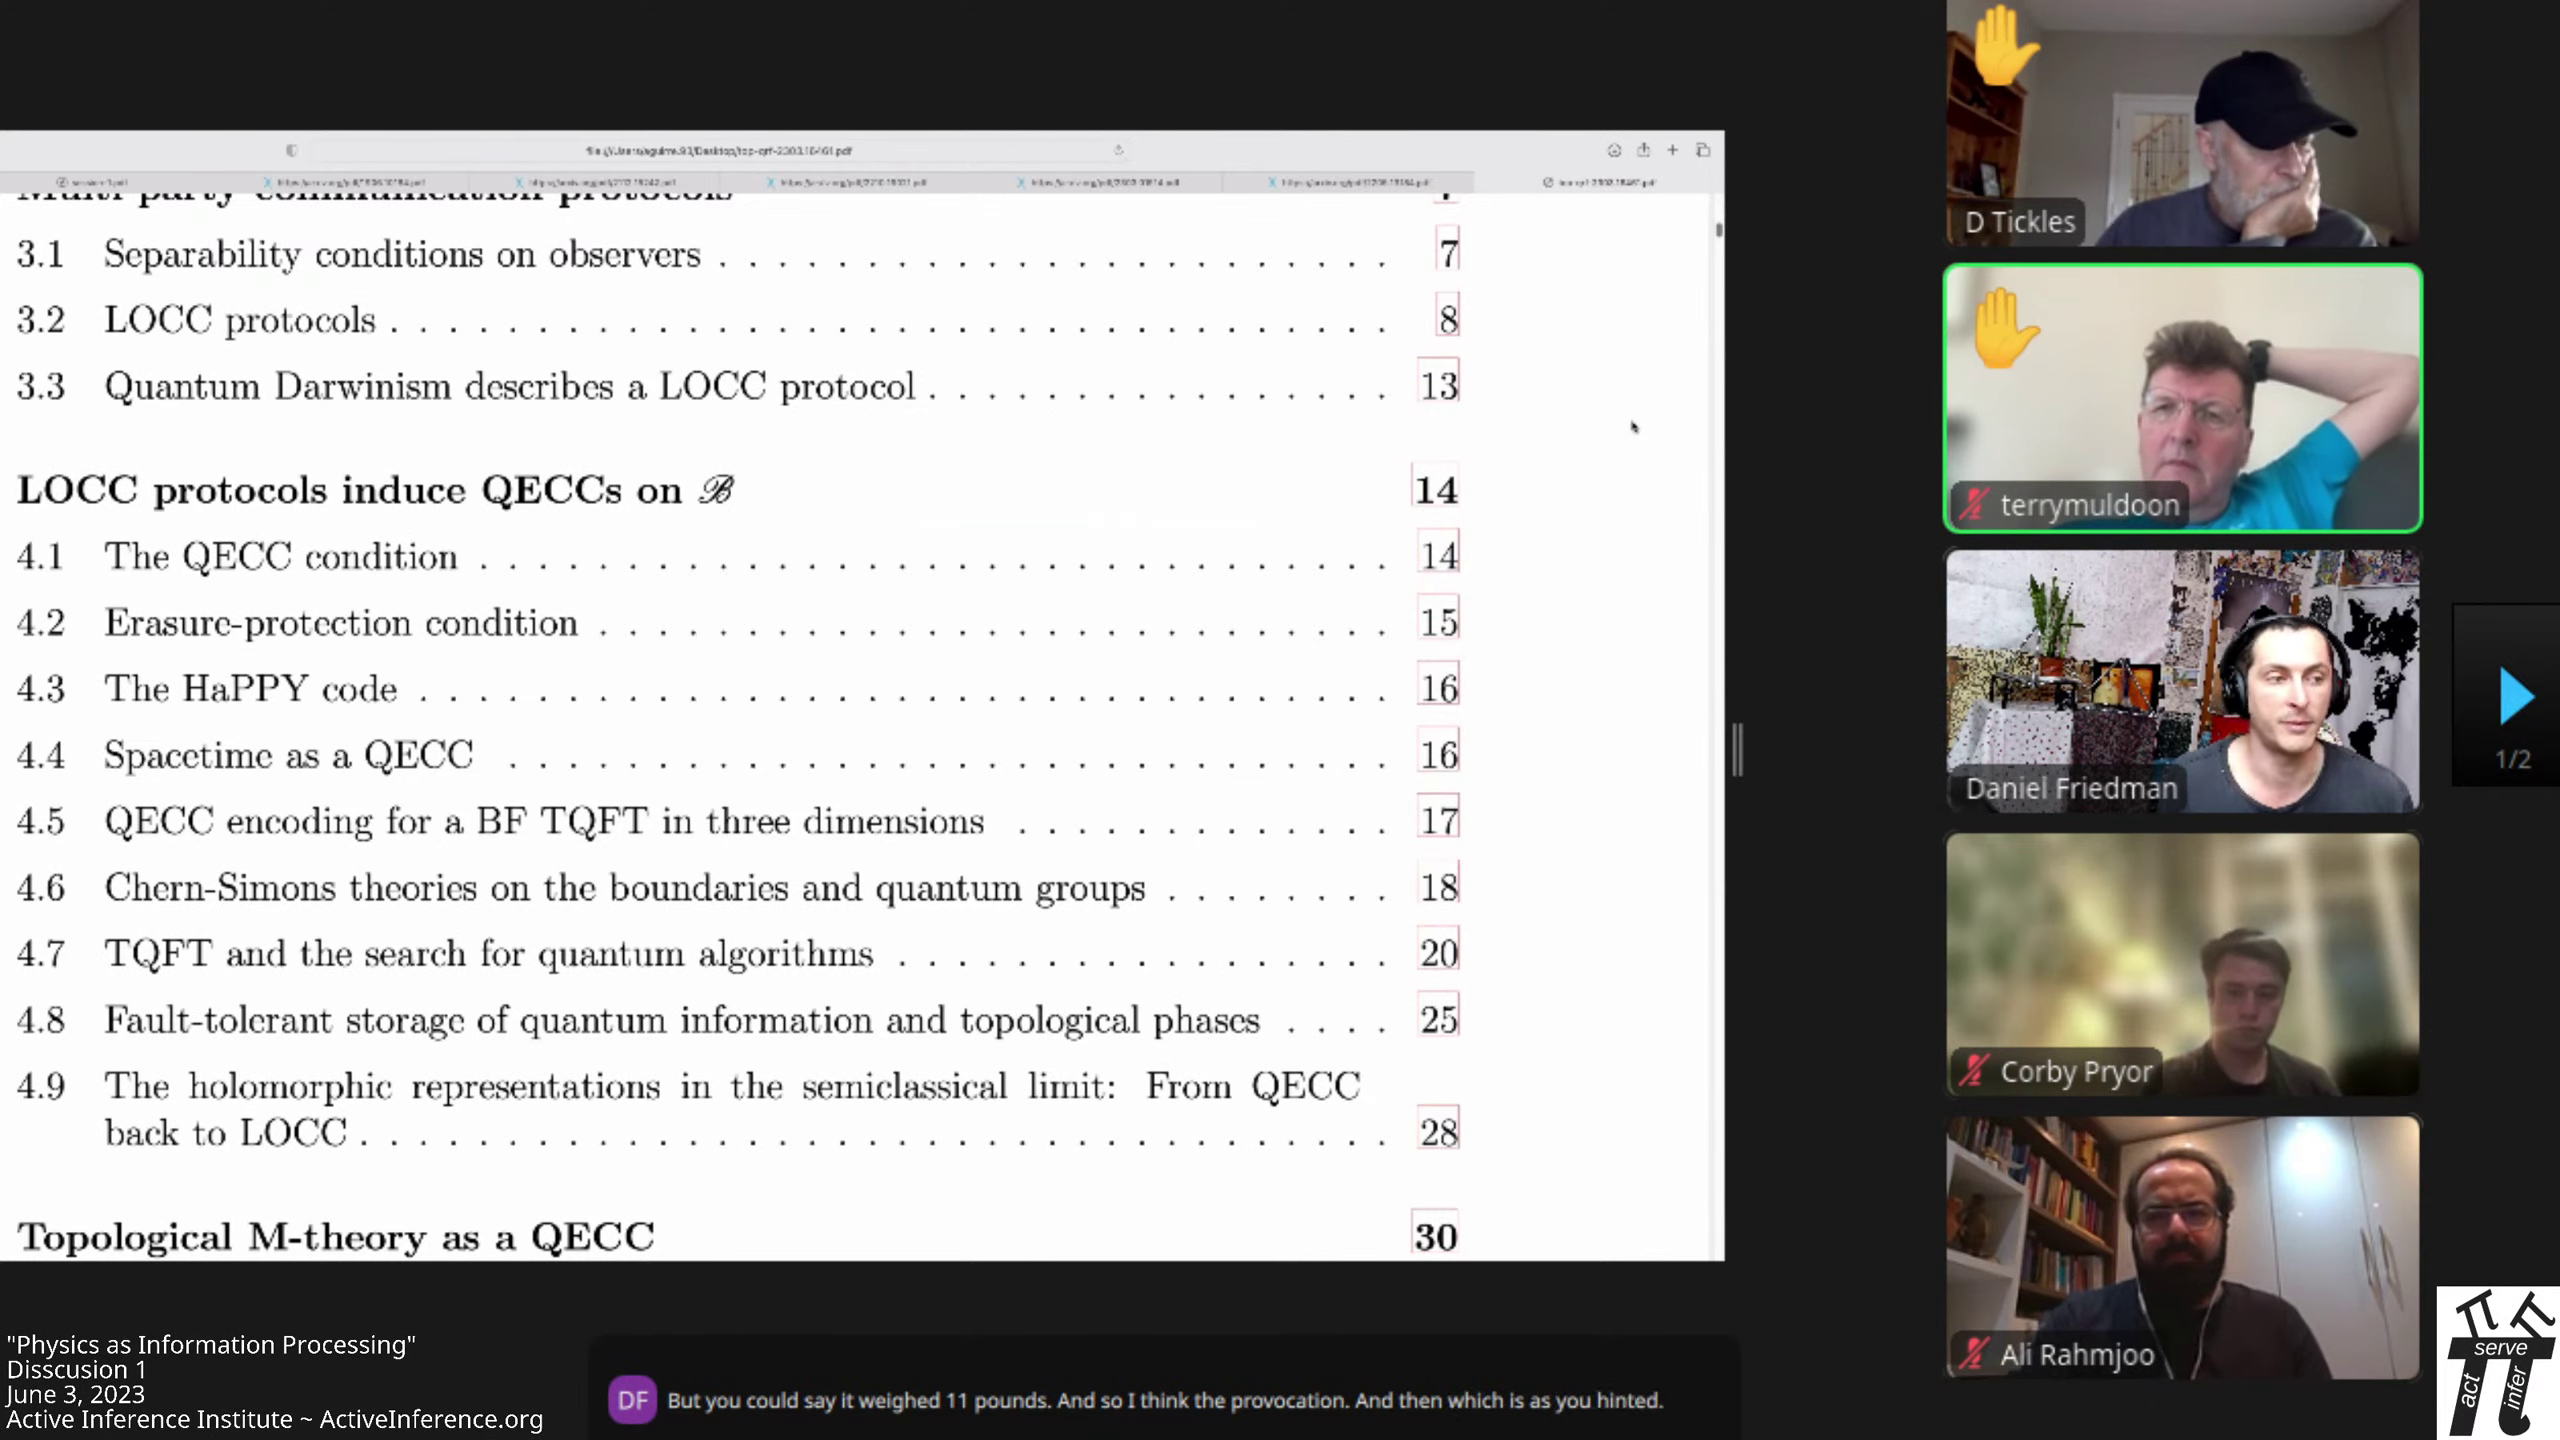 Multi-party communication protocols
3.1 Separability conditions on observers . . . . . . . . . . . . . . . . . . . . . . . 7
3.2 LOCC protocols . . . . . . . . . . . . . . . . . . . . . . . . . . . . . . . . . . 8
3.3 Quantum Darwinism describes a LOCC protocol . . . . . . . . . . . . . . . . 13
LOCC protocols induce QECCs on ℬ 14
4.1 The QECC condition . . . . . . . . . . . . . . . . . . . . . . . . . . . . . . . 14
4.2 Erasure-protection condition . . . . . . . . . . . . . . . . . . . . . . . . . . . 15
4.3 The HaPPY code . . . . . . . . . . . . . . . . . . . . . . . . . . . . . . . . . 16
4.4 Spacetime as a QECC . . . . . . . . . . . . . . . . . . . . . . . . . . . . . . 16
4.5 QECC encoding for a BF TQFT in three dimensions . . . . . . . . . . . . . 17
4.6 Chern-Simons theories on the boundaries and quantum groups . . . . . . . . 18
4.7 TQFT and the search for quantum algorithms . . . . . . . . . . . . . . . . . 20
4.8 Fault-tolerant storage of quantum information and topological phases . . . . 25
4.9 The holomorphic representations in the semiclassical limit: From QECC
back to LOCC . . . . . . . . . . . . . . . . . . . . . . . . . . . . . . . . . . . 28
Topological M-theory as a QECC 30
D Tickles
terrymuldoon
Daniel Friedman
Corby Pryor
Ali Rahmjoo
1/2
"Physics as Information Processing"
Disscusion 1
June 3, 2023
Active Inference Institute ~ ActiveInference.org
DF But you could say it weighed 11 pounds. And so I think the provocation. And then which is as you hinted.
serve
act
infer